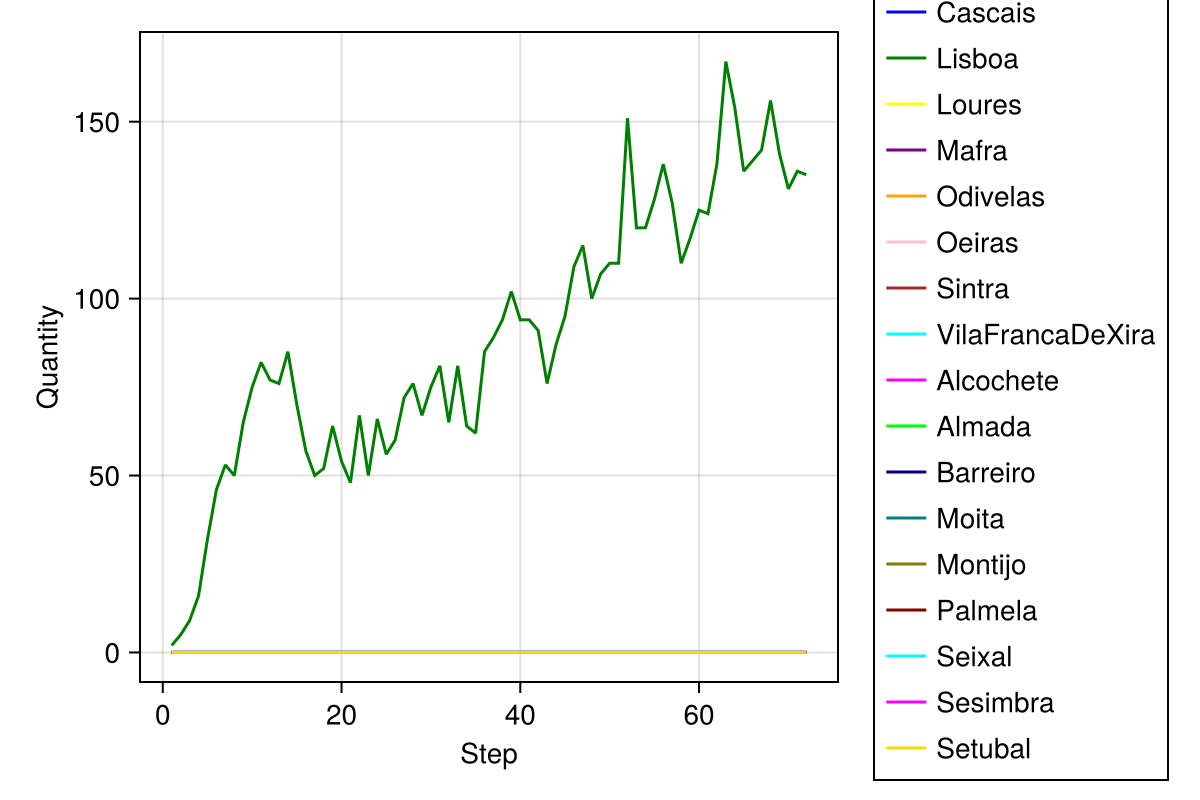 Cascais
Lisboa
Loures
Mafra
Odivelas
Oeiras
Sintra
VilaFrancaDeXira
Alcochete
Almada
Barreiro
Moita
Montijo
Palmela
Seixal
Sesimbra
Setubal
Quantity
150
100
50
0
0 20 40 60
Step